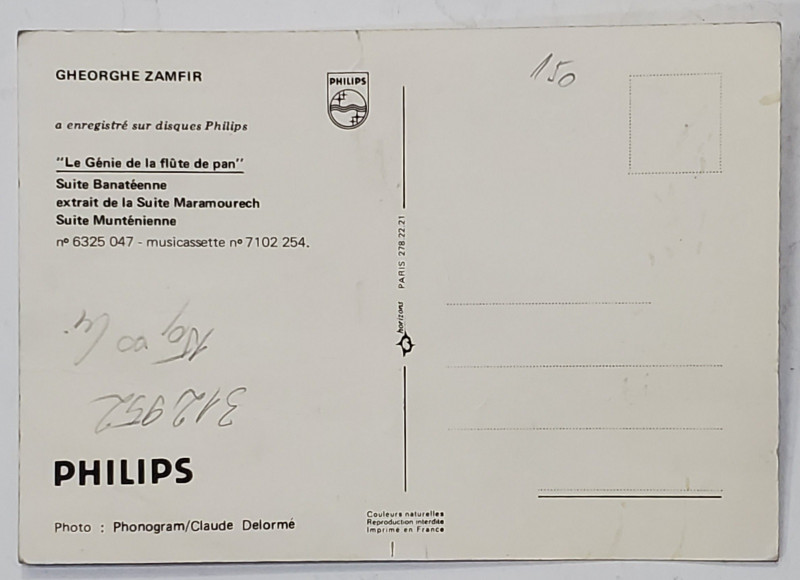 GHEORGHE ZAMFIR
PHILIPS
a enregistré sur disques Philips
"Le Génie de la flûte de pan"
Suite Banatéenne
extrait de la Suite Maramourech
Suite Munténienne
nº 6325 047 - musicassette nº 7102 254.
312952
PHILIPS
Photo : Phonogram/Claude Delorme
horizons PARIS 278.22.21
Couleurs naturelles
Reproduction interdite
Imprimé en France
150